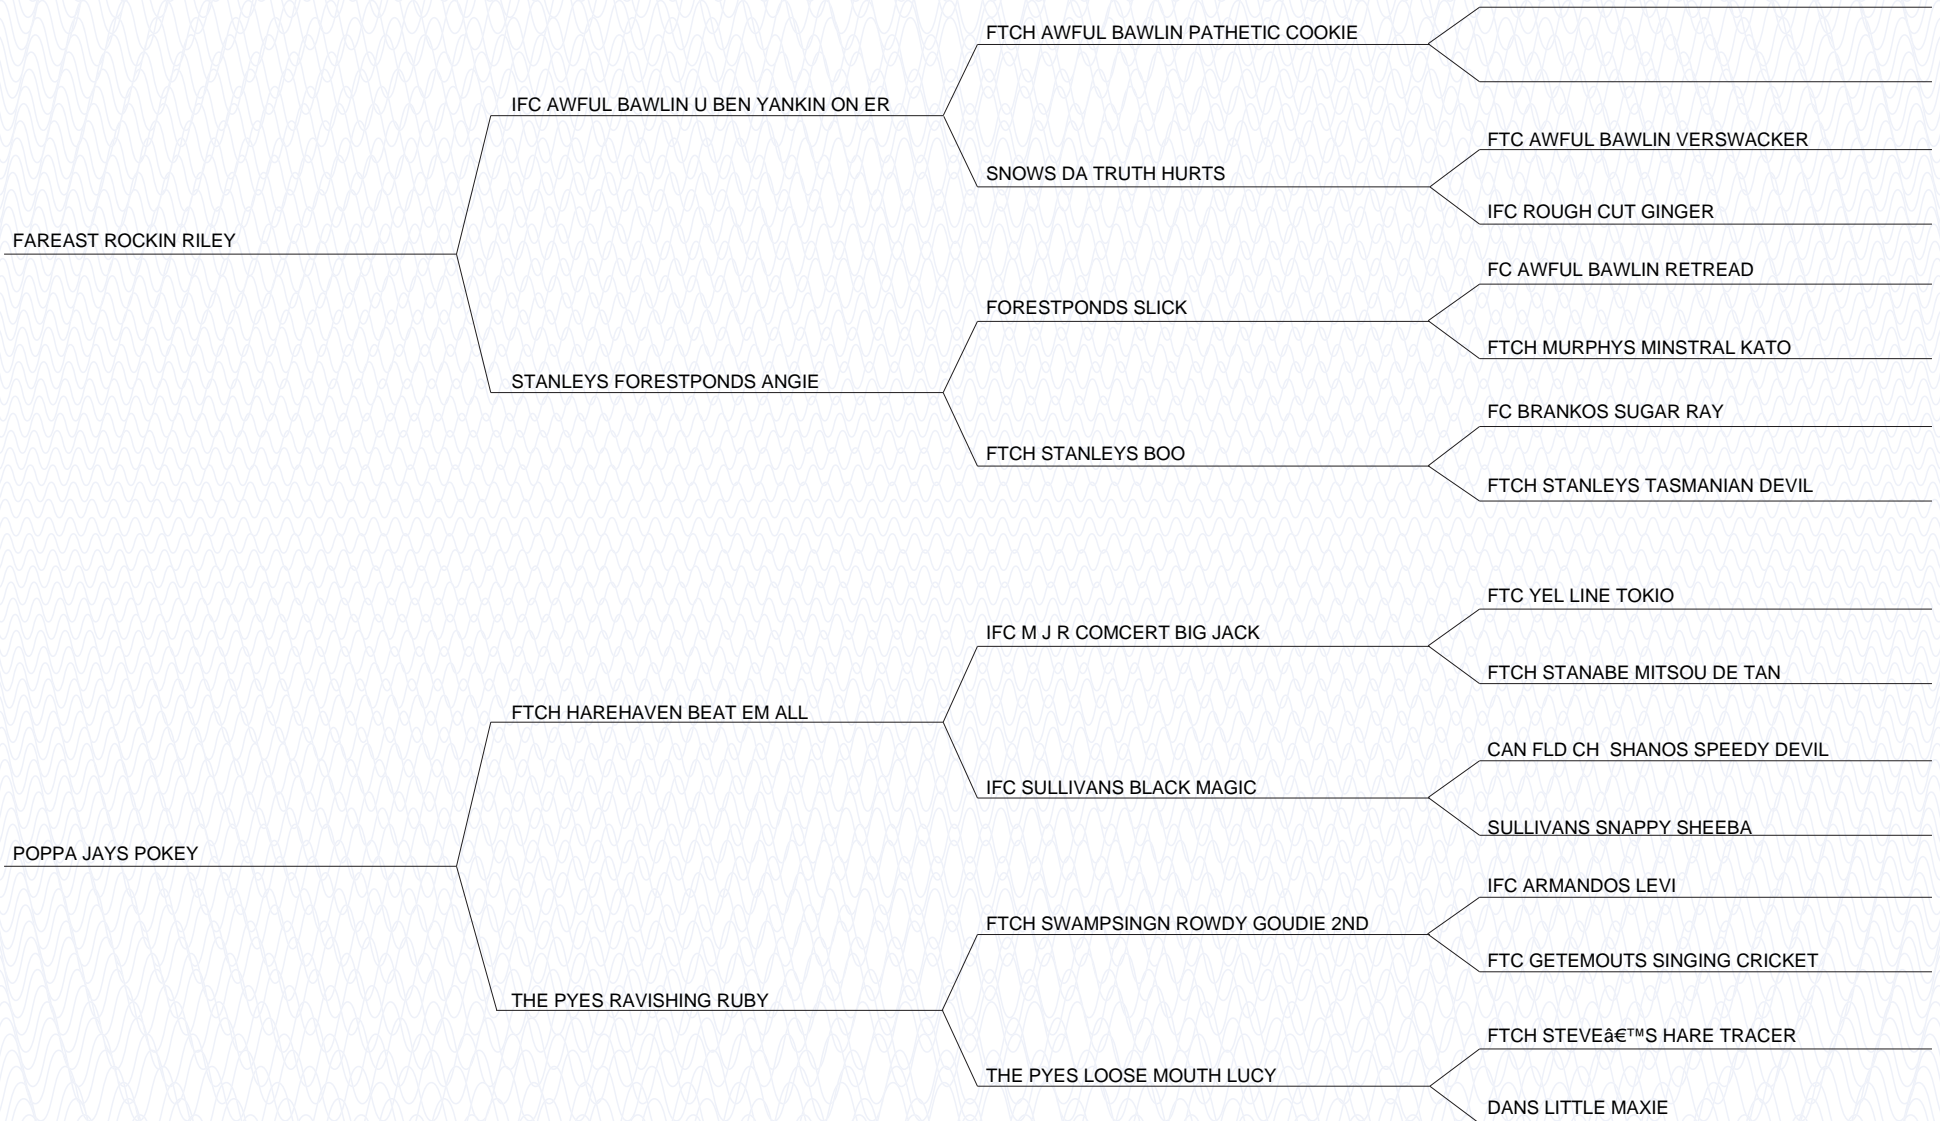 FTCH AWFUL BAWLIN PATHETIC COOKIE
IFC AWFUL BAWLIN U BEN YANKIN ON ER
FTC AWFUL BAWLIN VERSWACKER
SNOWS DA TRUTH HURTS
IFC ROUGH CUT GINGER
FAREAST ROCKIN RILEY
FC AWFUL BAWLIN RETREAD
FORESTPONDS SLICK
FTCH MURPHYS MINSTRAL KATO
STANLEYS FORESTPONDS ANGIE
FC BRANKOS SUGAR RAY
FTCH STANLEYS BOO
FTCH STANLEYS TASMANIAN DEVIL
FTC YEL LINE TOKIO
IFC M J R COMCERT BIG JACK
FTCH STANABE MITSOU DE TAN
FTCH HAREHAVEN BEAT EM ALL
CAN FLD CH  SHANOS SPEEDY DEVIL
IFC SULLIVANS BLACK MAGIC
SULLIVANS SNAPPY SHEEBA
POPPA JAYS POKEY
IFC ARMANDOS LEVI
FTCH SWAMPSINGN ROWDY GOUDIE 2ND
FTC GETEMOUTS SINGING CRICKET
THE PYES RAVISHING RUBY
FTCH STEVEâ€™S HARE TRACER
THE PYES LOOSE MOUTH LUCY
DANS LITTLE MAXIE